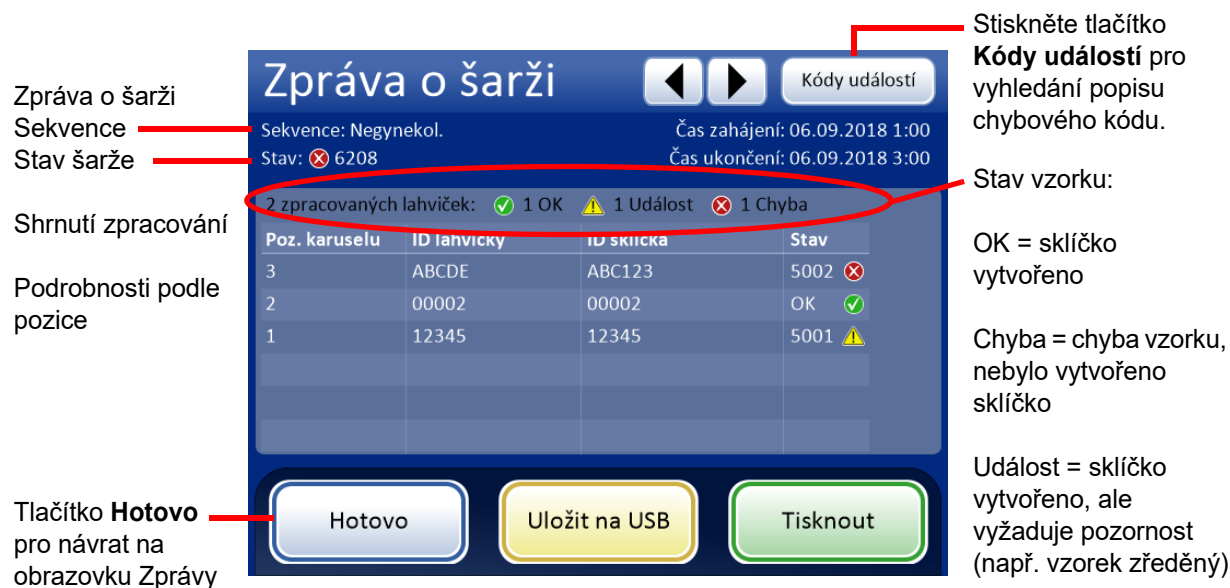 Zpráva o šarži
Sekvence
Stav šarže
Shrnutí zpracování
Podrobnosti podle
pozice
Tlačítko Hotovo
pro návrat na
obrazovku Zprávy
Zpráva o šarži
Kódy událostí
Sekvence: Negynekol.
Čas zahájení: 06.09.2018 1:00
Stav: 6208
Čas ukončení: 06.09.2018 3:00
2 zpracovaných lahviček: 1 OK 1 Událost 1 Chyba
Poz. karuselu ID lahvičky ID sklíčka Stav
3 ABCDE ABC123 5002
2 00002 00002 OK
1 12345 12345 5001
Hotovo
Uložit na USB
Tisknout
Stiskněte tlačítko
Kódy událostí pro
vyhledání popisu
chybového kódu.
Stav vzorku:
OK = sklíčko
vytvořeno
Chyba = chyba vzorku,
nebylo vytvořeno
sklíčko
Událost = sklíčko
vytvořeno, ale
vyžaduje pozornost
(např. vzorek zředěný)